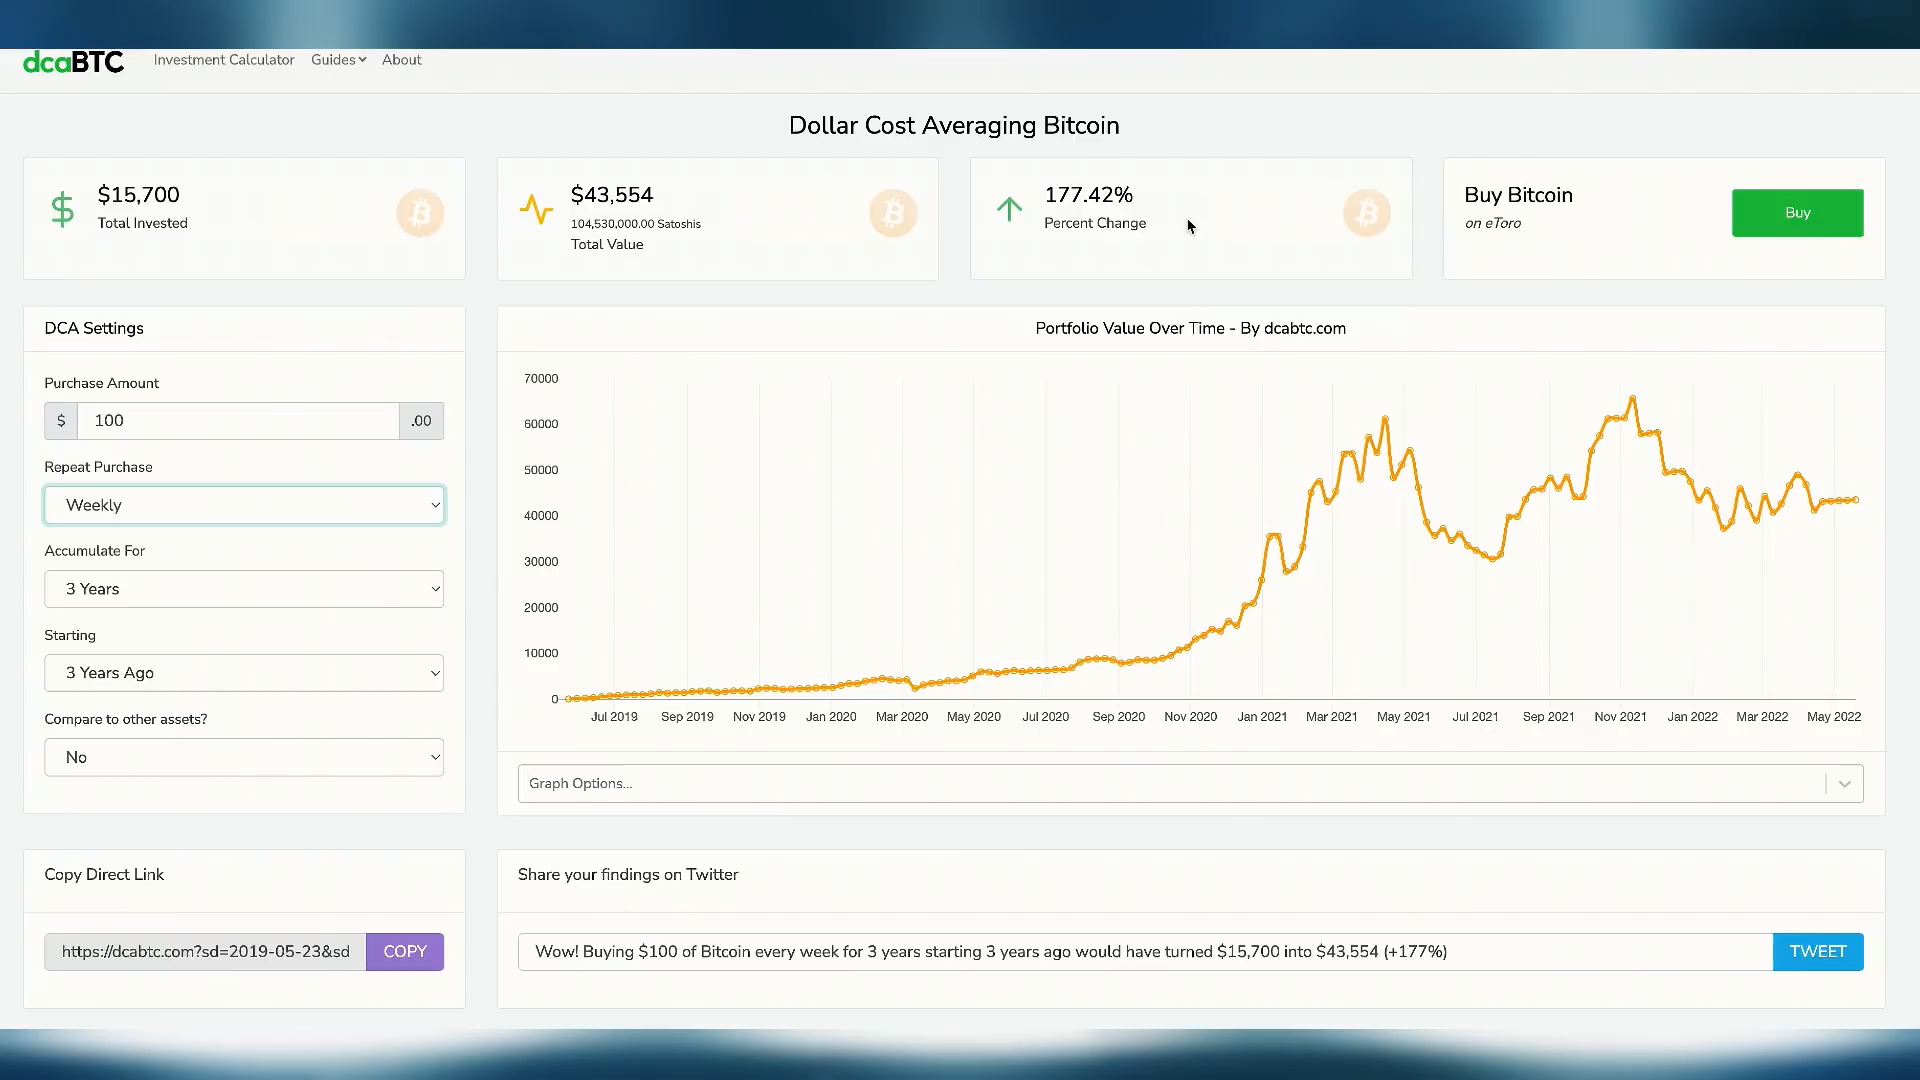 dcaBTC
Investment Calculator Guides About
Dollar Cost Averaging Bitcoin
$15,700
Total Invested
$43,554
104,530,000.00 Satoshis
Total Value
177.42%
Percent Change
Buy Bitcoin
on eToro
Buy
DCA Settings
Purchase Amount
$ 100 .00
Repeat Purchase
Weekly
Accumulate For
3 Years
Starting
3 Years Ago
Compare to other assets?
No
Portfolio Value Over Time - By dcabtc.com
70000
60000
50000
40000
30000
20000
10000
0
Jul 2019 Sep 2019 Nov 2019 Jan 2020 Mar 2020 May 2020 Jul 2020 Sep 2020 Nov 2020 Jan 2021 Mar 2021 May 2021 Jul 2021 Sep 2021 Nov 2021 Jan 2022 Mar 2022 May 2022
Graph Options...
Copy Direct Link
https://dcabtc.com?sd=2019-05-23&sd COPY
Share your findings on Twitter
Wow! Buying $100 of Bitcoin every week for 3 years starting 3 years ago would have turned $15,700 into $43,554 (+177%) TWEET